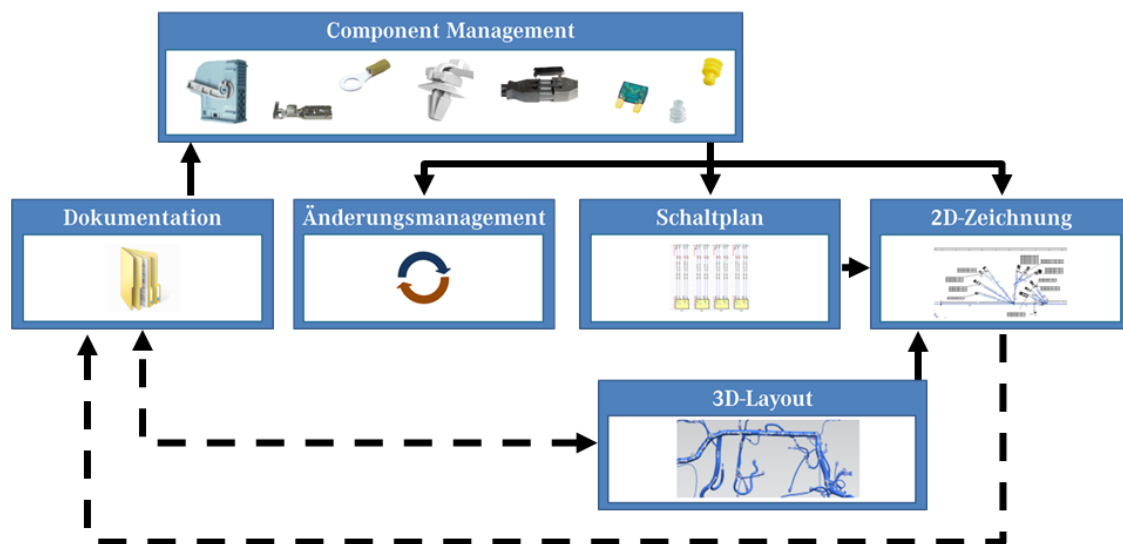 Component Management
Dokumentation
Änderungsmanagement
Schaltplan
2D-Zeichnung
3D-Layout